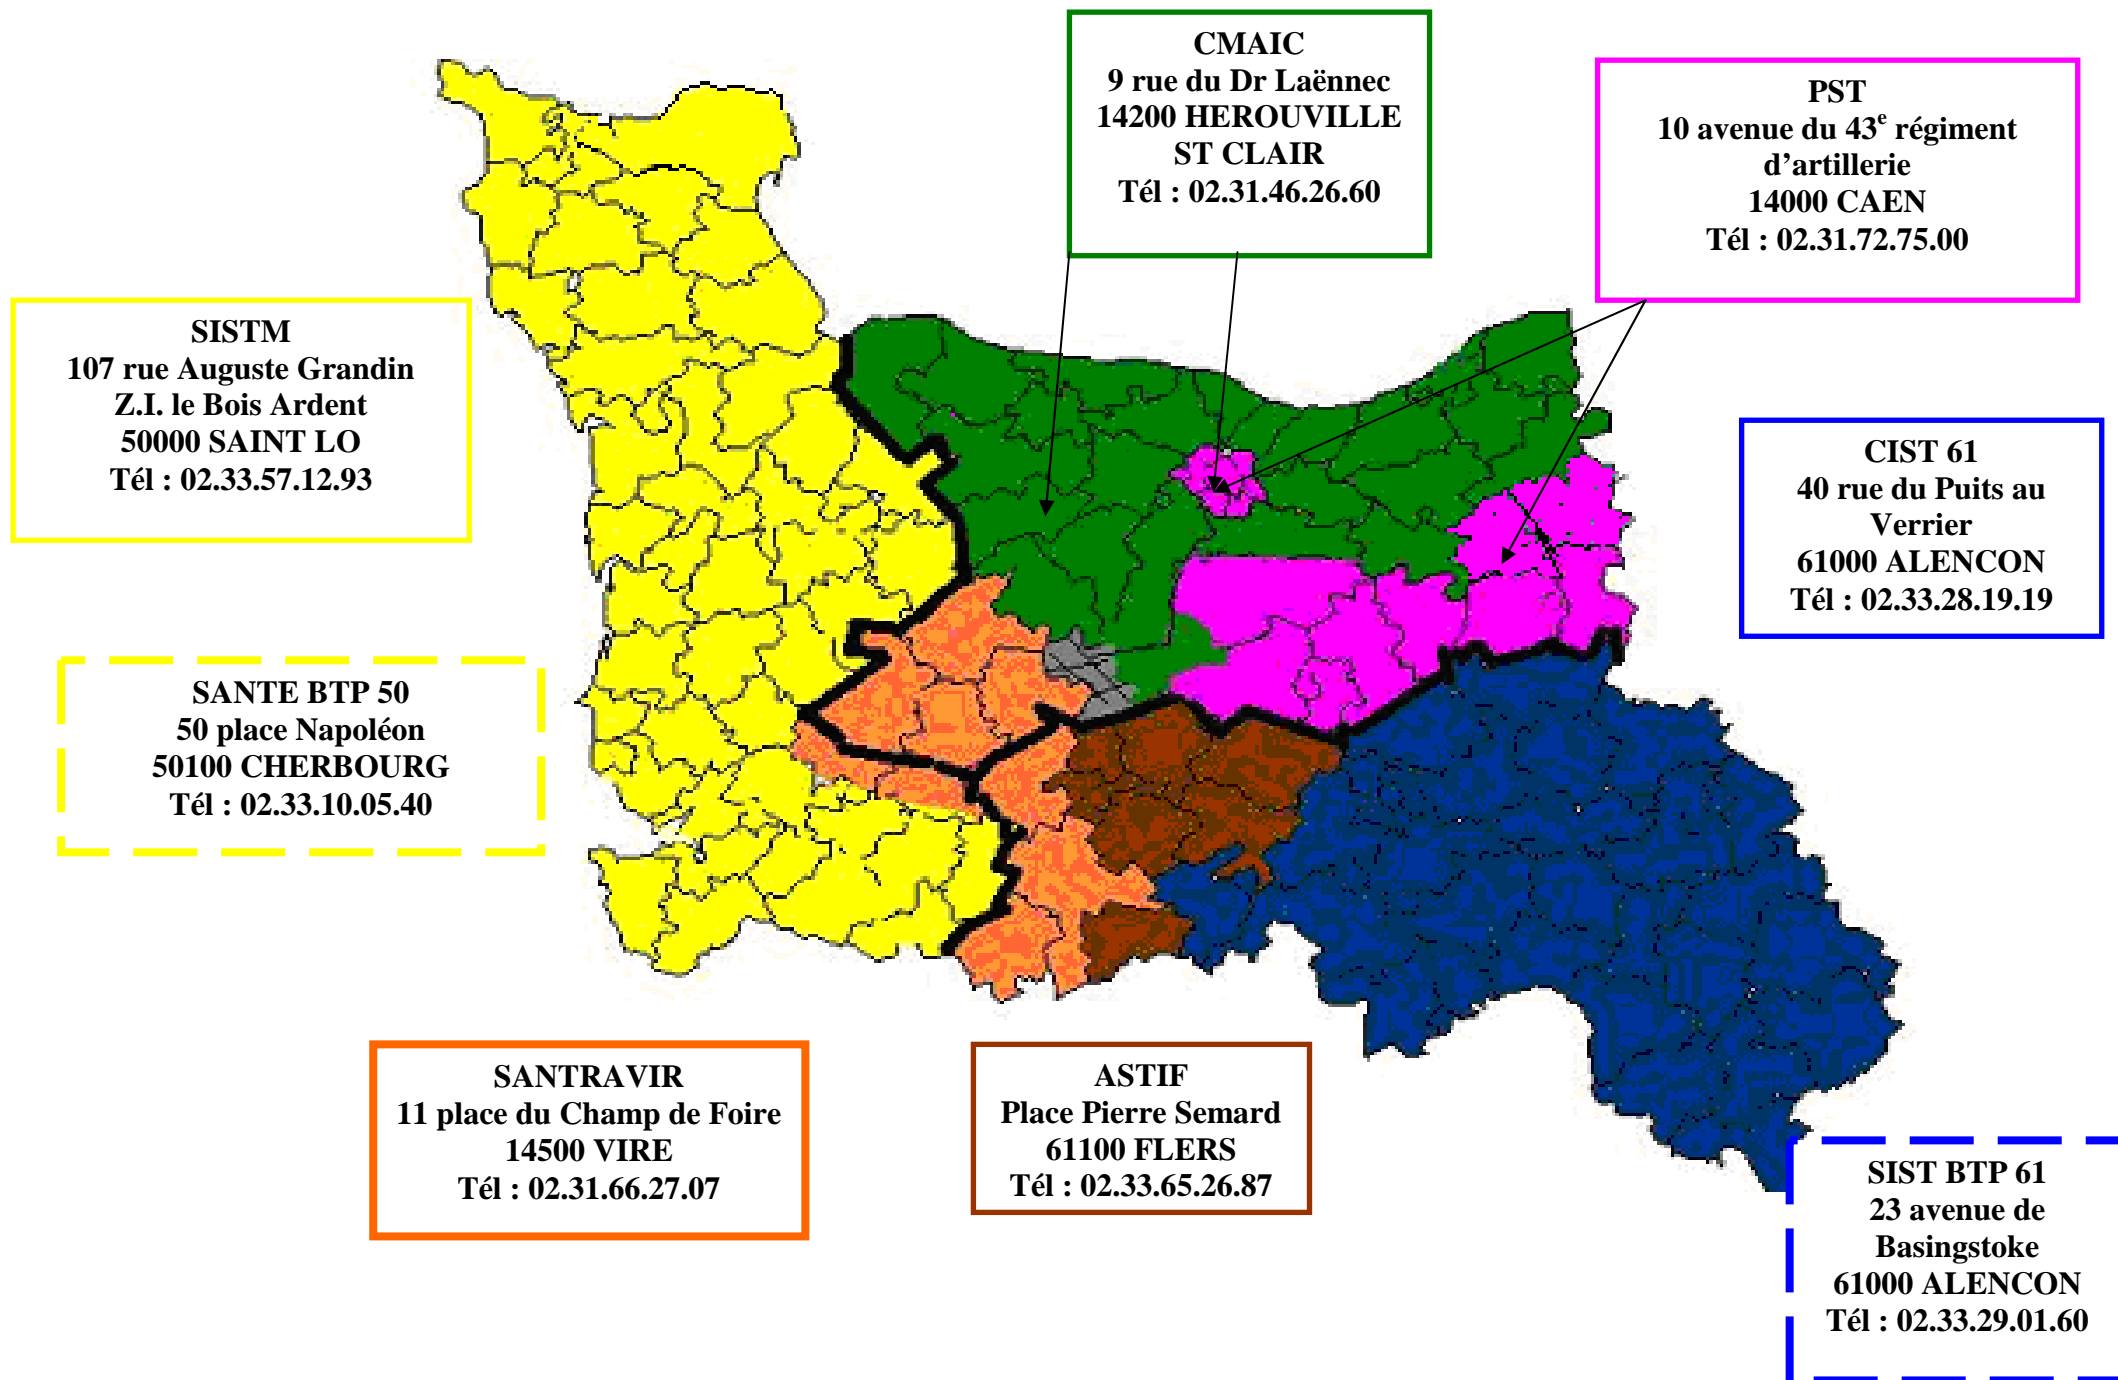 CMAIC
9 rue du Dr Laënnec
14200 HEROUVILLE
ST CLAIR
Tél : 02.31.46.26.60
PST
10 avenue du 43e régiment
d’artillerie
14000 CAEN
Tél : 02.31.72.75.00
SISTM
107 rue Auguste Grandin
Z.I. le Bois Ardent
50000 SAINT LO
Tél : 02.33.57.12.93
CIST 61
40 rue du Puits au
Verrier
61000 ALENCON
Tél : 02.33.28.19.19
SANTE BTP 50
50 place Napoléon
50100 CHERBOURG
Tél : 02.33.10.05.40
SANTRAVIR
11 place du Champ de Foire
14500 VIRE
Tél : 02.31.66.27.07
ASTIF
Place Pierre Semard
61100 FLERS
Tél : 02.33.65.26.87
SIST BTP 61
23 avenue de
Basingstoke
61000 ALENCON
Tél : 02.33.29.01.60